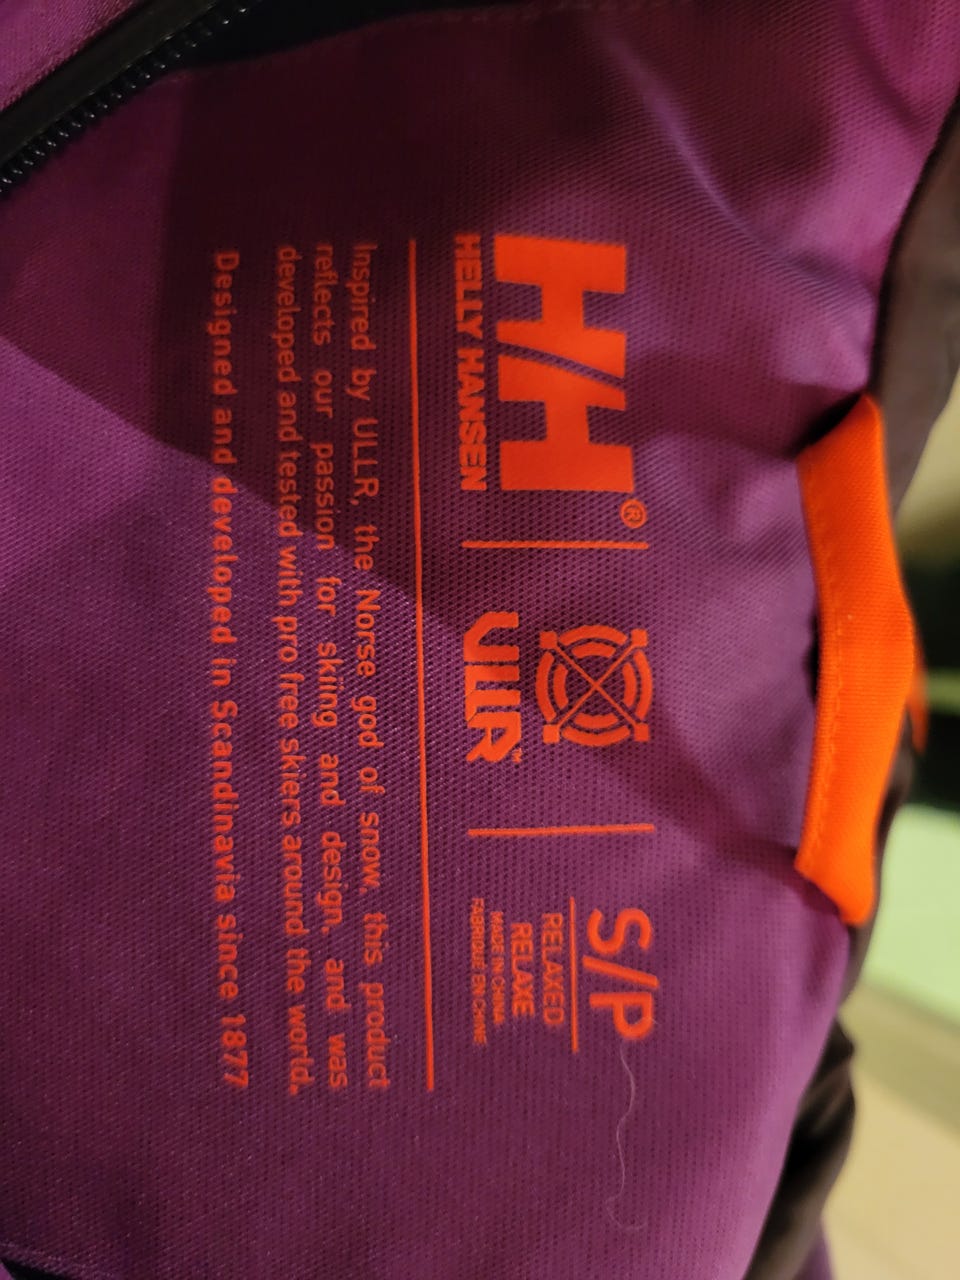 HH®
HELLY HANSEN
ULLR™
S/P
RELAXED
RELAXE
MADE IN CHINA
FABRIQUE EN CHINE
Inspired by ULLR, the Norse god of snow, this product
reflects our passion for skiing and design, and was
developed and tested with pro free skiers around the world.
Designed and developed in Scandinavia since 1877